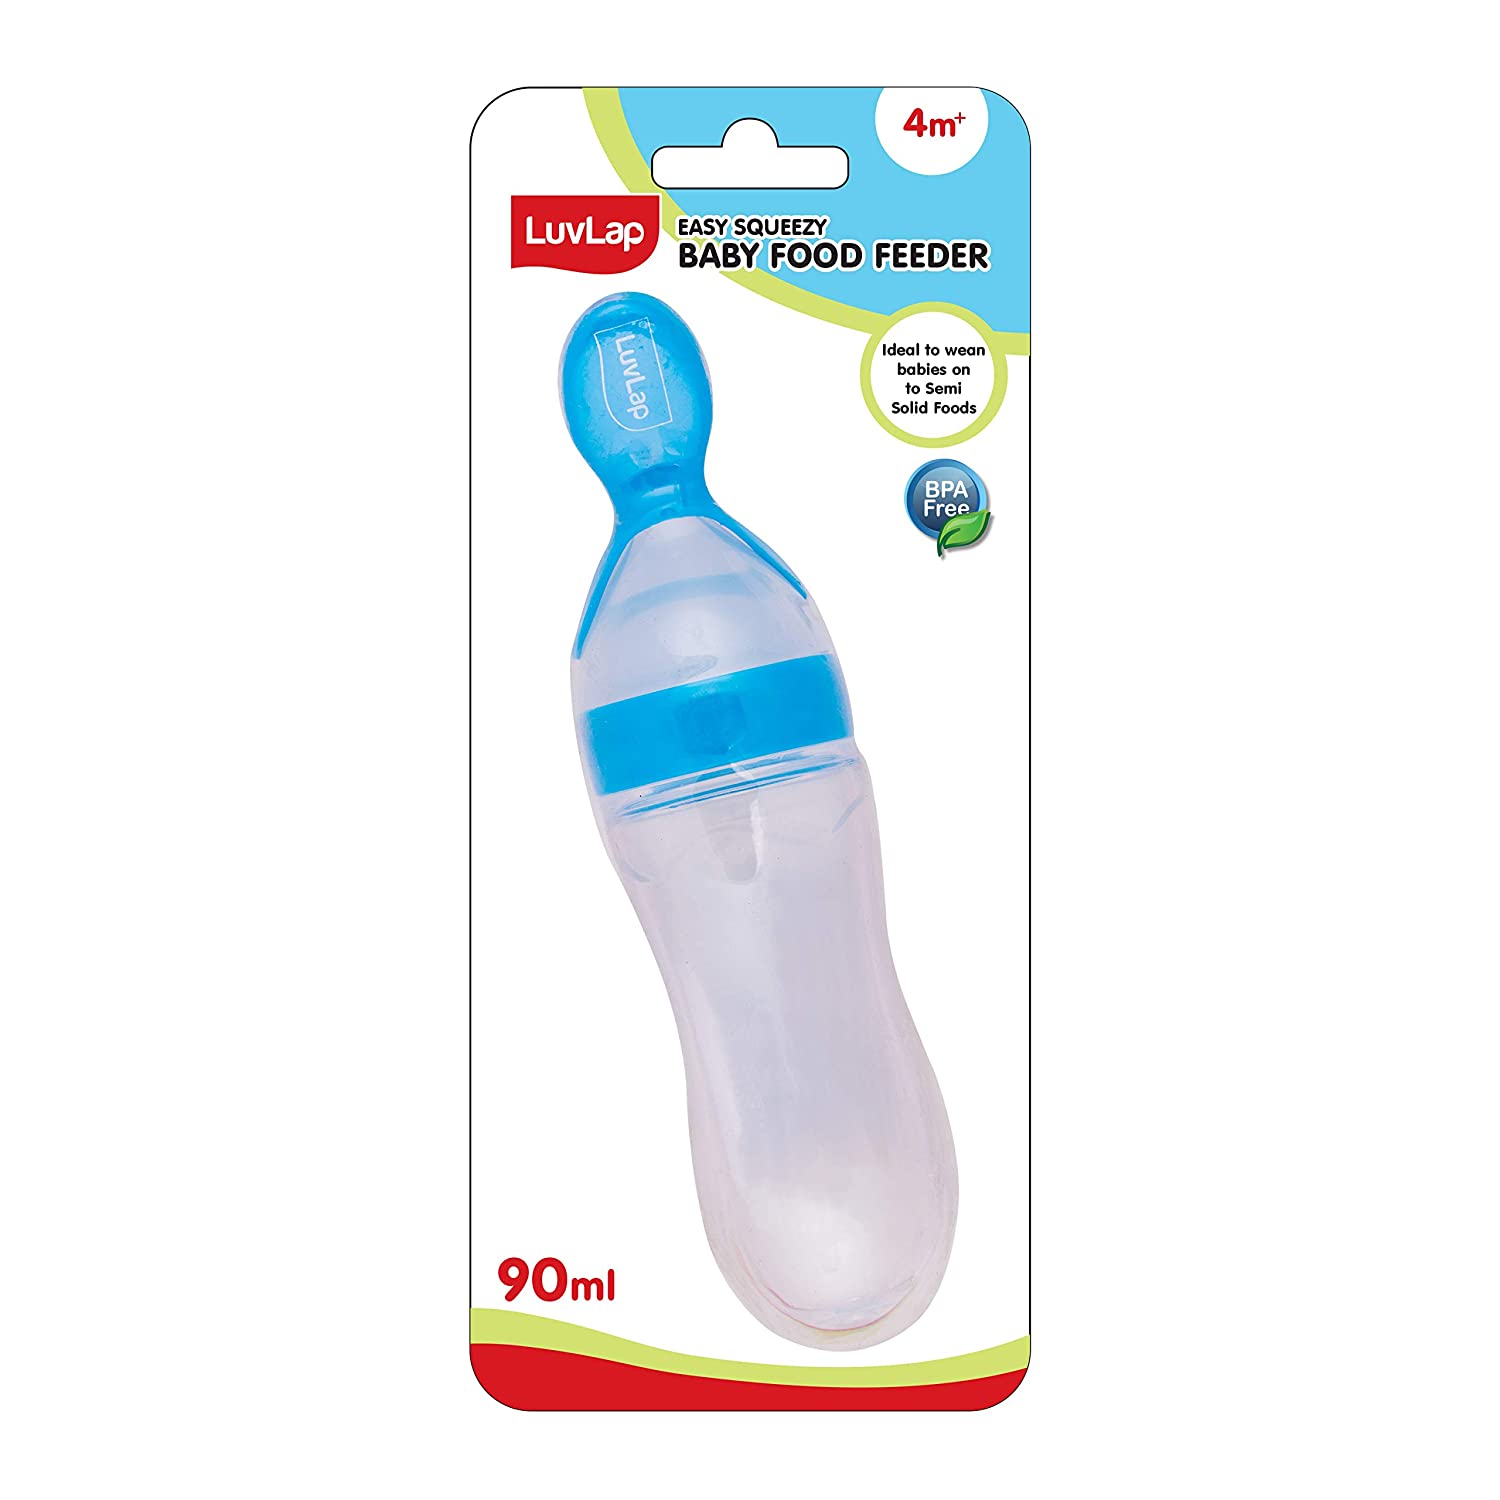 4m+
LuvLap
EASY SQUEEZY
BABY FOOD FEEDER
LuvLap
Ideal to wean
babies on
to Semi
Solid Foods
BPA
Free
90ml